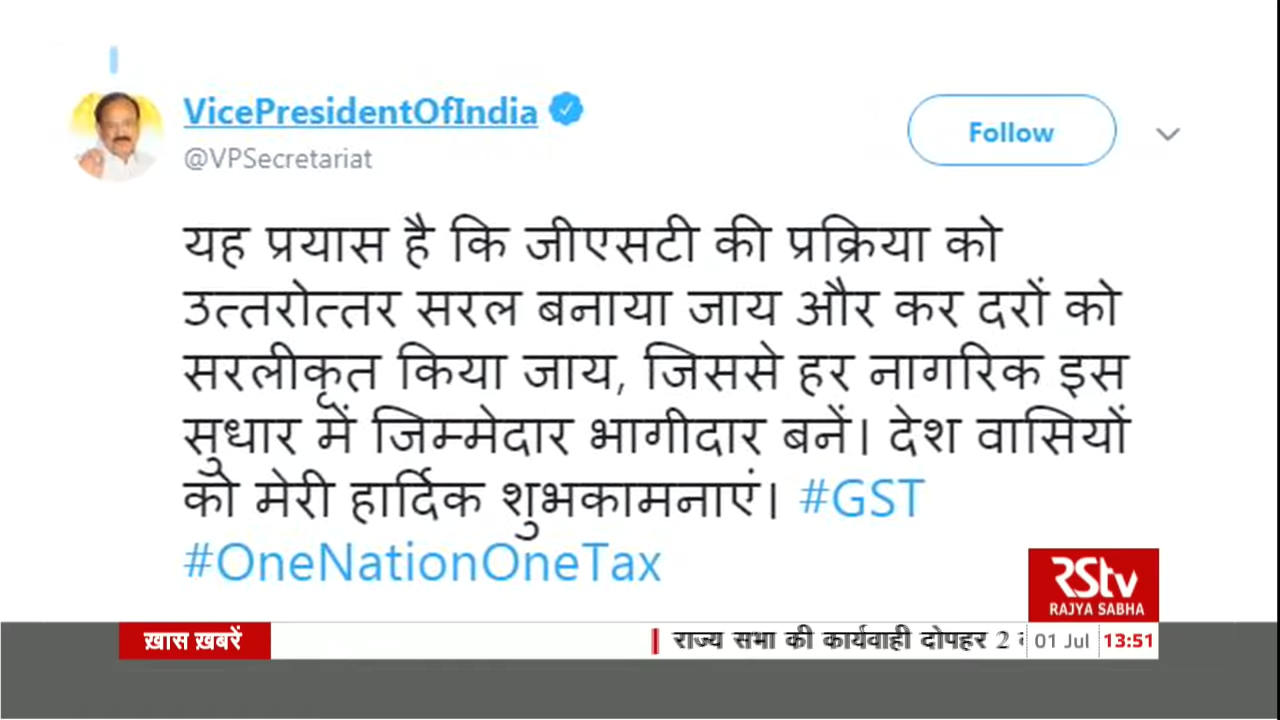 VicePresidentOfIndia
@VPSecretariat
Follow
यह प्रयास है कि जीएसटी की प्रक्रिया को
उत्तरोत्तर सरल बनाया जाय और कर दरों को
सरलीकृत किया जाय, जिससे हर नागरिक इस
सुधार में जिम्मेदार भागीदार बनें। देश वासियों
को मेरी हार्दिक शुभकामनाएं। #GST
#OneNationOneTax
RStv
RAJYA SABHA
ख़ास ख़बरें
राज्य सभा की कार्यवाही दोपहर 2
01 Jul
13:51